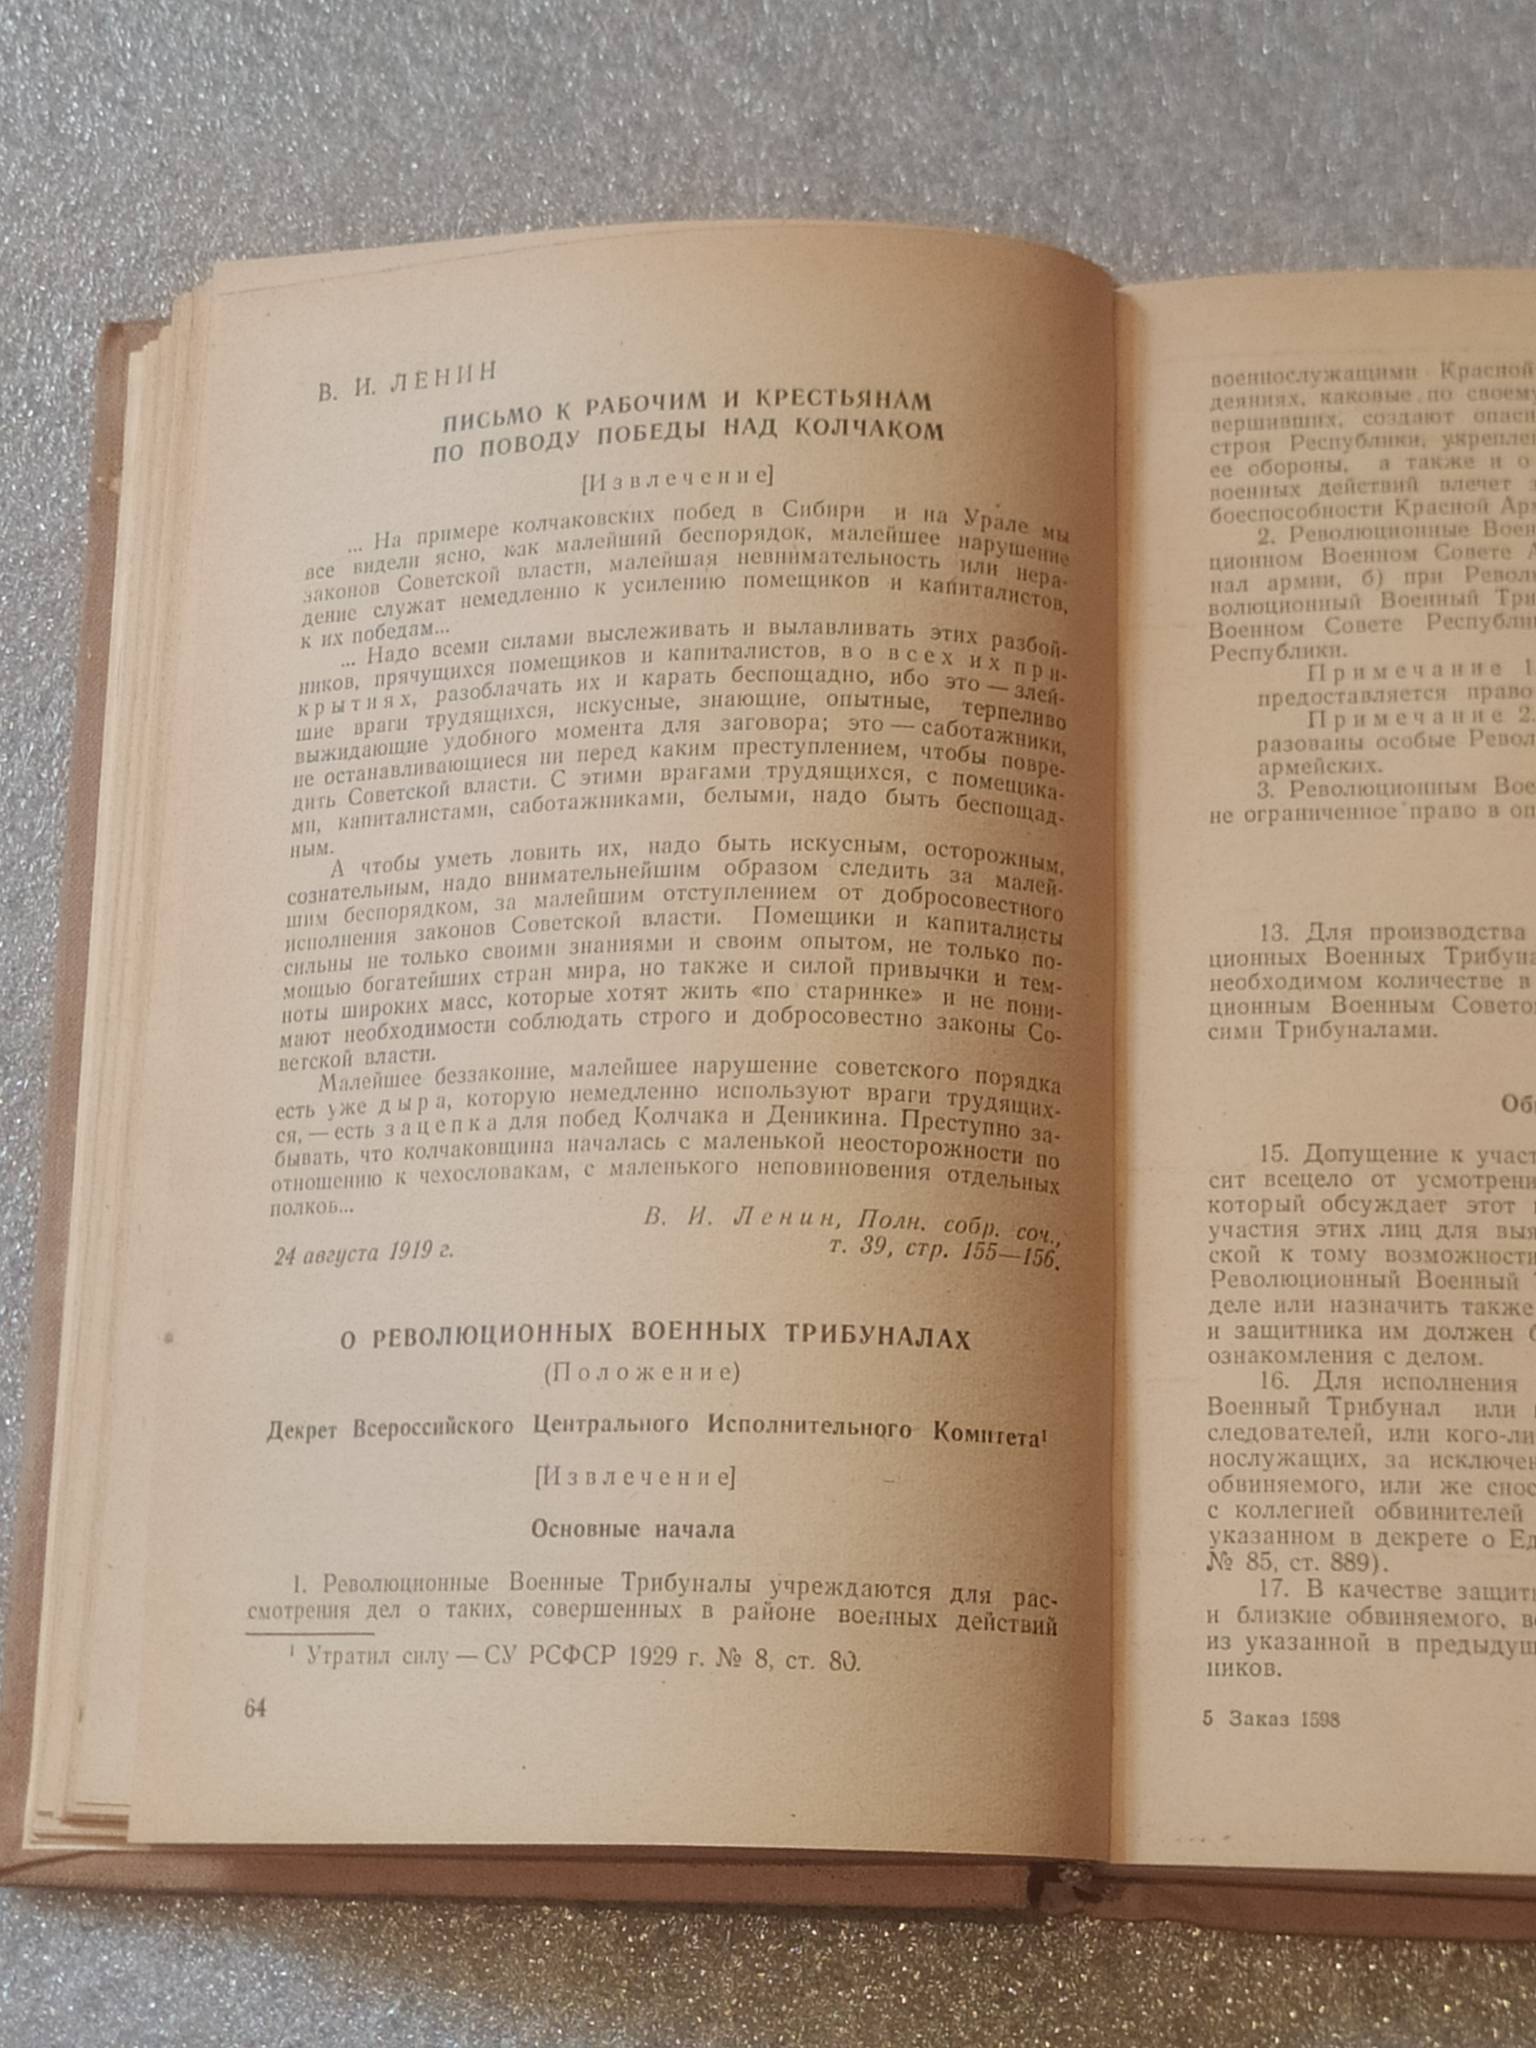 В. И. ЛЕНИН
ПИСЬМО К РАБОЧИМ И КРЕСТЬЯНАМ
ПО ПОВОДУ ПОБЕДЫ НАД КОЛЧАКОМ
[Извлечение]
... На примере колчаковских побед в Сибири и на Урале мы
все видели ясно, как малейший беспорядок, малейшее нарушение
законов Советской власти, малейшая невнимательность или нера-
дение служат немедленно к усилению помещиков и капиталистов,
к их победам...
... Надо всеми силами выслеживать и вылавливать этих разбой-
ников, прячущихся помещиков и капиталистов, во всех их при-
крытиях, разоблачать их и карать беспощадно, ибо это — злей-
шие враги трудящихся, искусные, знающие, опытные, терпеливо
выжидающие удобного момента для заговора; это — саботажники,
не останавливающиеся ни перед каким преступлением, чтобы повре-
дить Советской власти. С этими врагами трудящихся, с помещика-
ми, капиталистами, саботажниками, белыми, надо быть беспощад-
ным.
А чтобы уметь ловить их, надо быть искусным, осторожным,
сознательным, надо внимательнейшим образом следить за малей-
шим беспорядком, за малейшим отступлением от добросовестного
исполнения законов Советской власти. Помещики и капиталисты
сильны не только своими знаниями и своим опытом, не только по-
мощью богатейших стран мира, но также и силой привычки и тем-
ноты широких масс, которые хотят жить «по старинке» и не пони-
мают необходимости соблюдать строго и добросовестно законы Со-
ветской власти.
Малейшее беззаконие, малейшее нарушение советского порядка
есть уже дыра, которую немедленно используют враги трудящих-
ся, — есть зацепка для побед Колчака и Деникина. Преступно за-
бывать, что колчаковщина началась с маленькой неосторожности по
отношению к чехословакам, с маленького неповиновения отдельных
полков...
В. И. Ленин, Полн. собр. соч.,
24 августа 1919 г. т. 39, стр. 155—156.
О РЕВОЛЮЦИОННЫХ ВОЕННЫХ ТРИБУНАЛАХ
(Положение)
Декрет Всероссийского Центрального Исполнительного Комитета¹
[Извлечение]
Основные начала
1. Революционные Военные Трибуналы учреждаются для рас-
смотрения дел о таких, совершенных в районе военных действий
¹ Утратил силу — СУ РСФСР 1929 г. № 8, ст. 80.
64
военнослужащими Красной
деяниях, каковые по своему
вершивших, создают опасн
строя Республики, укреплен
ее обороны, а также и о
военных действий влечет з
боеспособности Красной Арм
2. Революционные Воен
ционном Военном Совете А
нал армии, б) при Револю
волюционный Военный Три
Военном Совете Республи
Республики.
Примечание 1.
предоставляется право
Примечание 2.
разованы особые Револ
армейских.
3. Революционным Вое
не ограниченное право в оп
13. Для производства
ционных Военных Трибуна
необходимом количестве в
ционным Военным Совето
сими Трибуналами.
Об
15. Допущение к участ
сит всецело от усмотрени
который обсуждает этот
участия этих лиц для выя
ской к тому возможности
Революционный Военный
деле или назначить также
и защитника им должен б
ознакомления с делом.
16. Для исполнения
Военный Трибунал или
следователей, или кого-ли
нослужащих, за исключен
обвиняемого, или же снос
с коллегией обвинителей
указанном в декрете о Ед
№ 85, ст. 889).
17. В качестве защитн
и близкие обвиняемого, в
из указанной в предыдущ
ников.
5 Заказ 1598